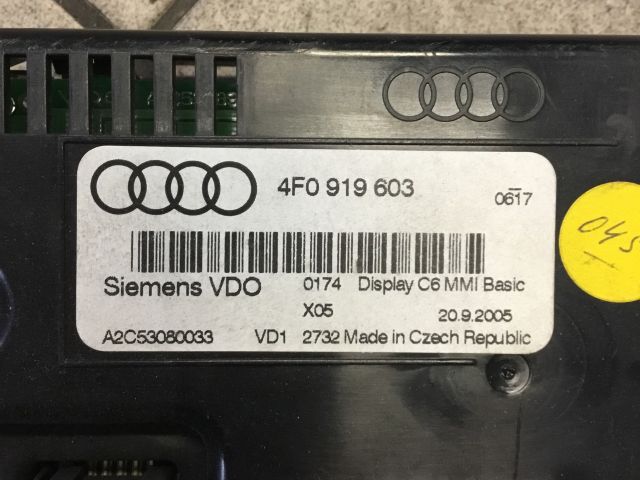 4F0 919 603
0617
Siemens VDO 0174 Display C6 MMI Basic
X05 20.9.2005
A2C53080033 VD1 2732 Made in Czech Republic
045